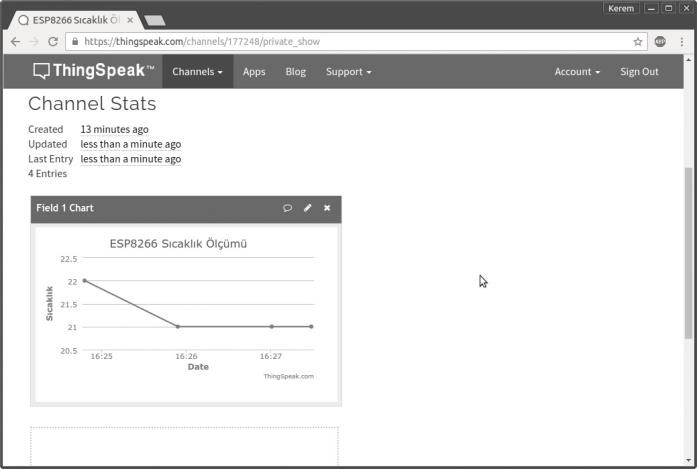 Kerem
ESP8266 Sıcaklık Öl
https://thingspeak.com/channels/177248/private_show
ABP
ThingSpeak™ Channels Apps Blog Support Account Sign Out
Channel Stats
Created 13 minutes ago
Updated less than a minute ago
Last Entry less than a minute ago
4 Entries
Field 1 Chart
ESP8266 Sıcaklık Ölçümü
22.5
22
21.5
21
20.5
Sıcaklık
16:25 16:26 16:27
Date
ThingSpeak.com